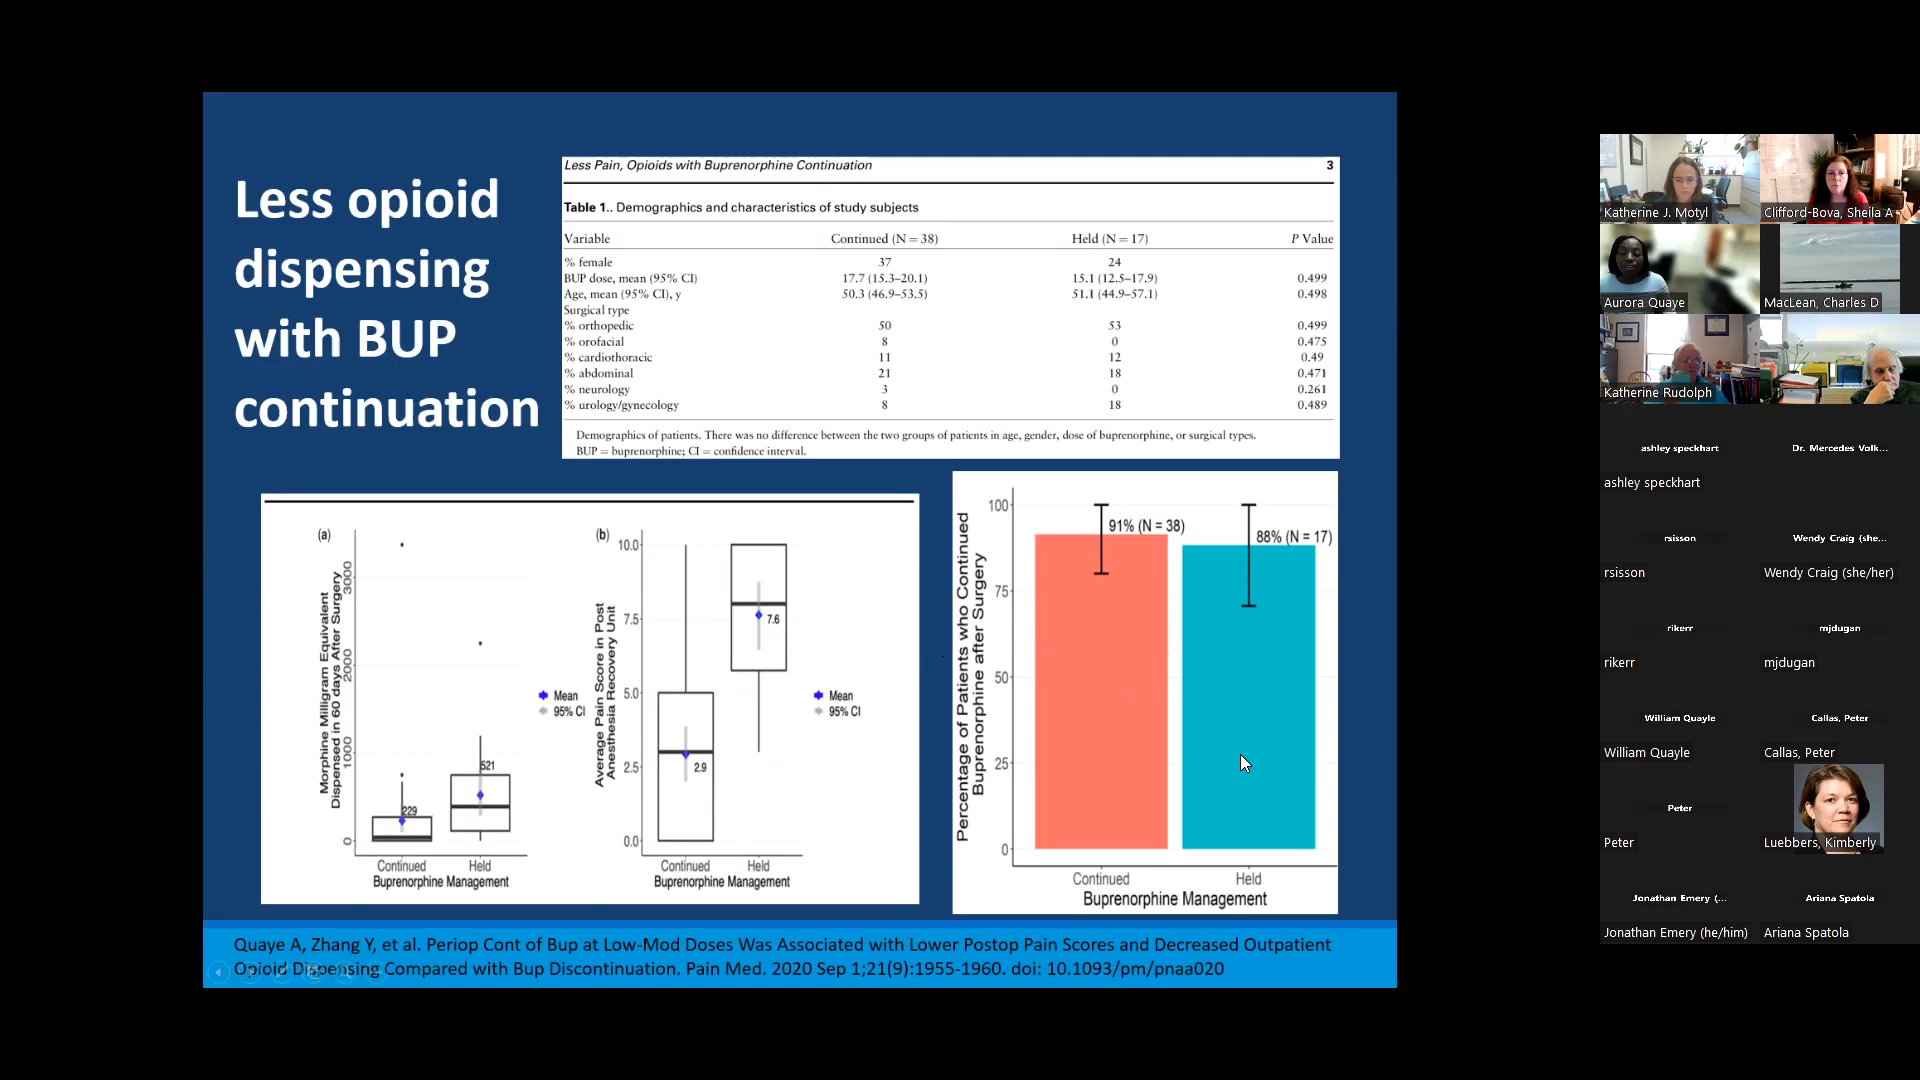 Less opioid
dispensing
with BUP
continuation
Less Pain, Opioids with Buprenorphine Continuation 3
Table 1.. Demographics and characteristics of study subjects
Variable Continued (N = 38) Held (N = 17) P Value
% female 37 24
BUP dose, mean (95% CI) 17.7 (15.3–20.1) 15.1 (12.5–17.9) 0.499
Age, mean (95% CI), y 50.3 (46.9–53.5) 51.1 (44.9–57.1) 0.498
Surgical type
% orthopedic 50 53 0.499
% orofacial 8 0 0.475
% cardiothoracic 11 12 0.49
% abdominal 21 18 0.471
% neurology 3 0 0.261
% urology/gynecology 8 18 0.489
Demographics of patients. There was no difference between the two groups of patients in age, gender, dose of buprenorphine, or surgical types.
BUP = buprenorphine; CI = confidence interval.
(a)
Morphine Milligram Equivalent
Dispensed in 60 days After Surgery
3000
2000
1000
0
229
521
Mean
95% CI
Continued Held
Buprenorphine Management
(b)
Average Pain Score in Post
Anesthesia Recovery Unit
10.0
7.5
5.0
2.5
0.0
2.9
7.6
Mean
95% CI
Continued Held
Buprenorphine Management
Percentage of Patients who Continued
Buprenorphine after Surgery
100
75
50
25
0
91% (N = 38)
88% (N = 17)
Continued Held
Buprenorphine Management
Quaye A, Zhang Y, et al. Periop Cont of Bup at Low-Mod Doses Was Associated with Lower Postop Pain Scores and Decreased Outpatient
Opioid Dispensing Compared with Bup Discontinuation. Pain Med. 2020 Sep 1;21(9):1955-1960. doi: 10.1093/pm/pnaa020
Katherine J. Motyl
Clifford-Bova, Sheila A
Aurora Quaye
MacLean, Charles D
Katherine Rudolph
ashley speckhart
Dr. Mercedes Volk...
ashley speckhart
rsisson
Wendy Craig (she...
rsisson
Wendy Craig (she/her)
rikerr
mjdugan
rikerr
mjdugan
William Quayle
Callas, Peter
William Quayle
Callas, Peter
Peter
Peter
Luebbers, Kimberly
Jonathan Emery (...
Ariana Spatola
Jonathan Emery (he/him)
Ariana Spatola